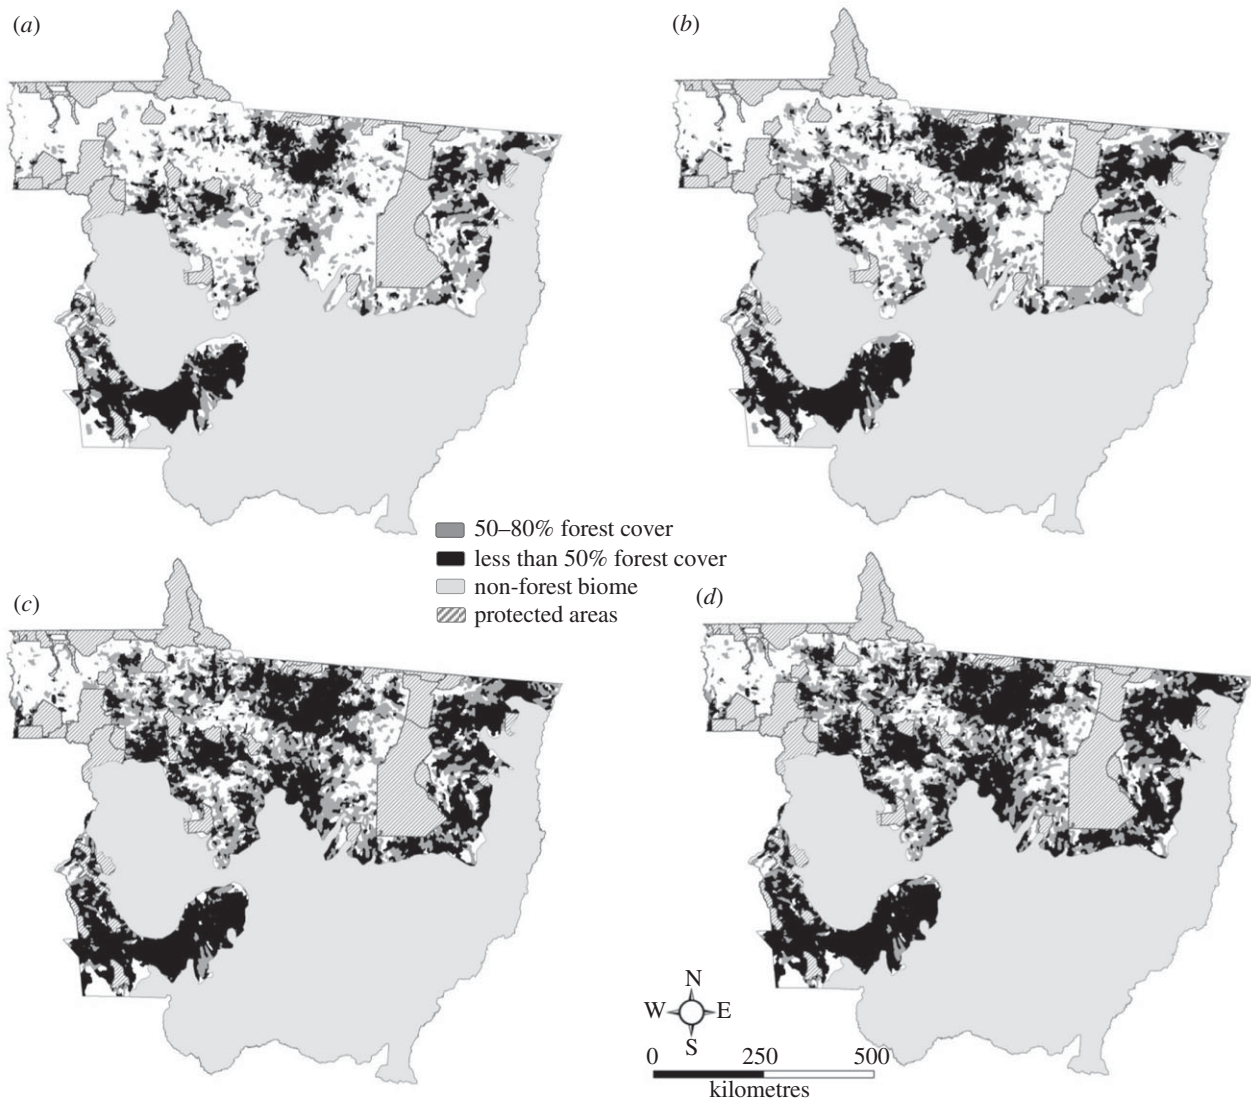 (a)
(b)
50–80% forest cover
less than 50% forest cover
non-forest biome
protected areas
(c)
(d)
N
W E
S
0 250 500
kilometres